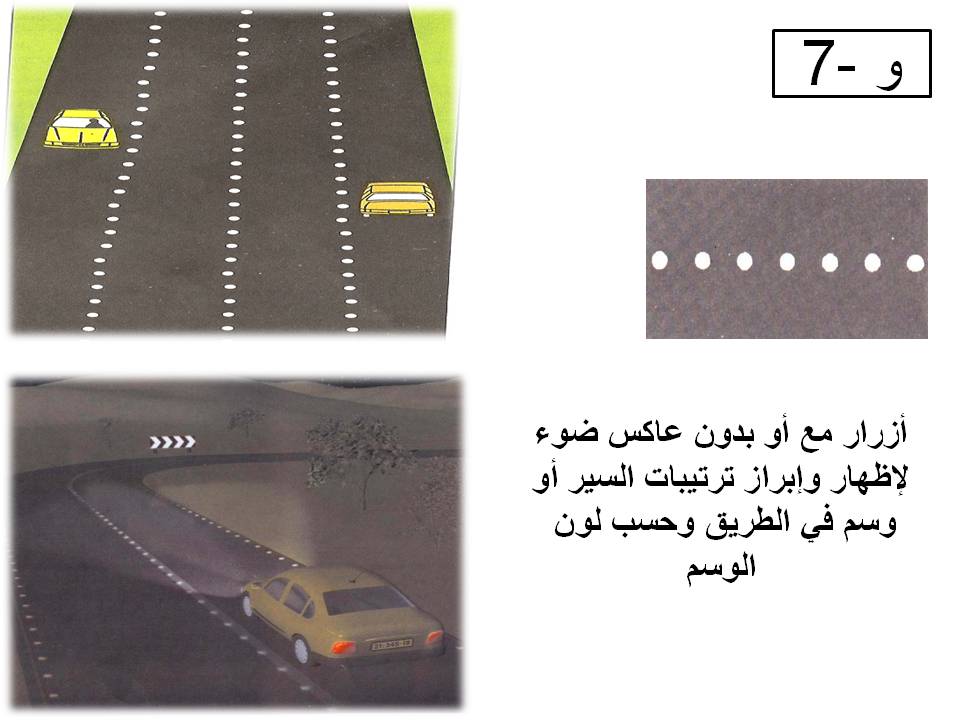 و -7
أزرار مع أو بدون عاكس ضوء
لإظهار وإبراز ترتيبات السير أو
وسم في الطريق وحسب لون
الوسم